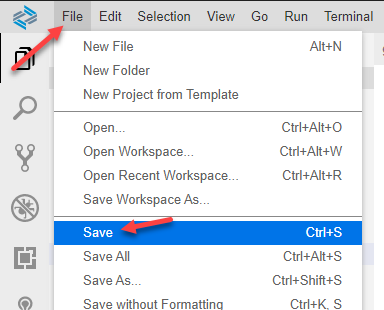 File Edit Selection View Go Run Terminal
New File Alt+N
New Folder
New Project from Template
Open... Ctrl+Alt+O
Open Workspace... Ctrl+Alt+W
Open Recent Workspace... Ctrl+Alt+R
Save Workspace As...
Save Ctrl+S
Save All Ctrl+Alt+S
Save As... Ctrl+Shift+S
Save without Formatting Ctrl+K, S